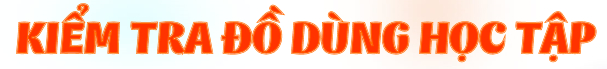 KIỂM TRA ĐỒ DÙNG HỌC TẬP